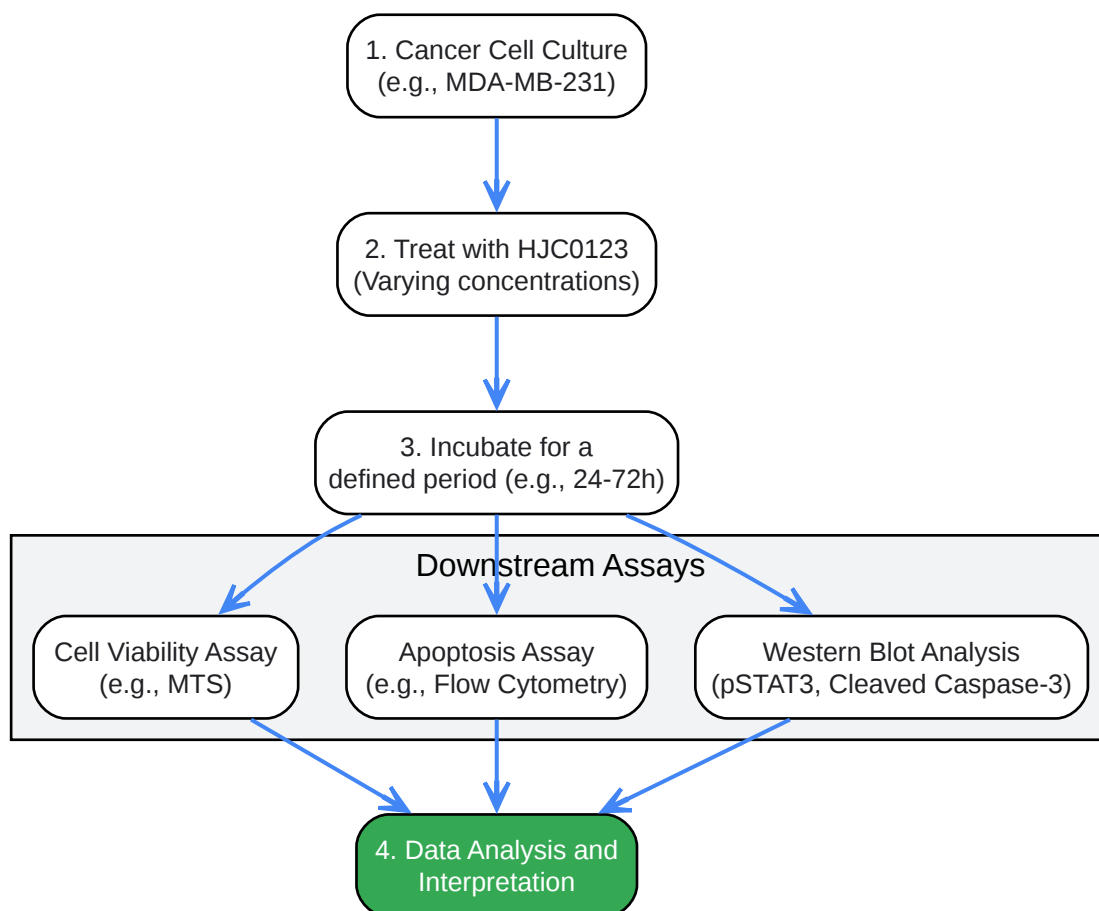 1. Cancer Cell Culture
(e.g., MDA-MB-231)
2. Treat with HJC0123
(Varying concentrations)
3. Incubate for a
defined period (e.g., 24-72h)
Downstream Assays
Cell Viability Assay
(e.g., MTS)
Apoptosis Assay
(e.g., Flow Cytometry)
Western Blot Analysis
(pSTAT3, Cleaved Caspase-3)
4. Data Analysis and
Interpretation